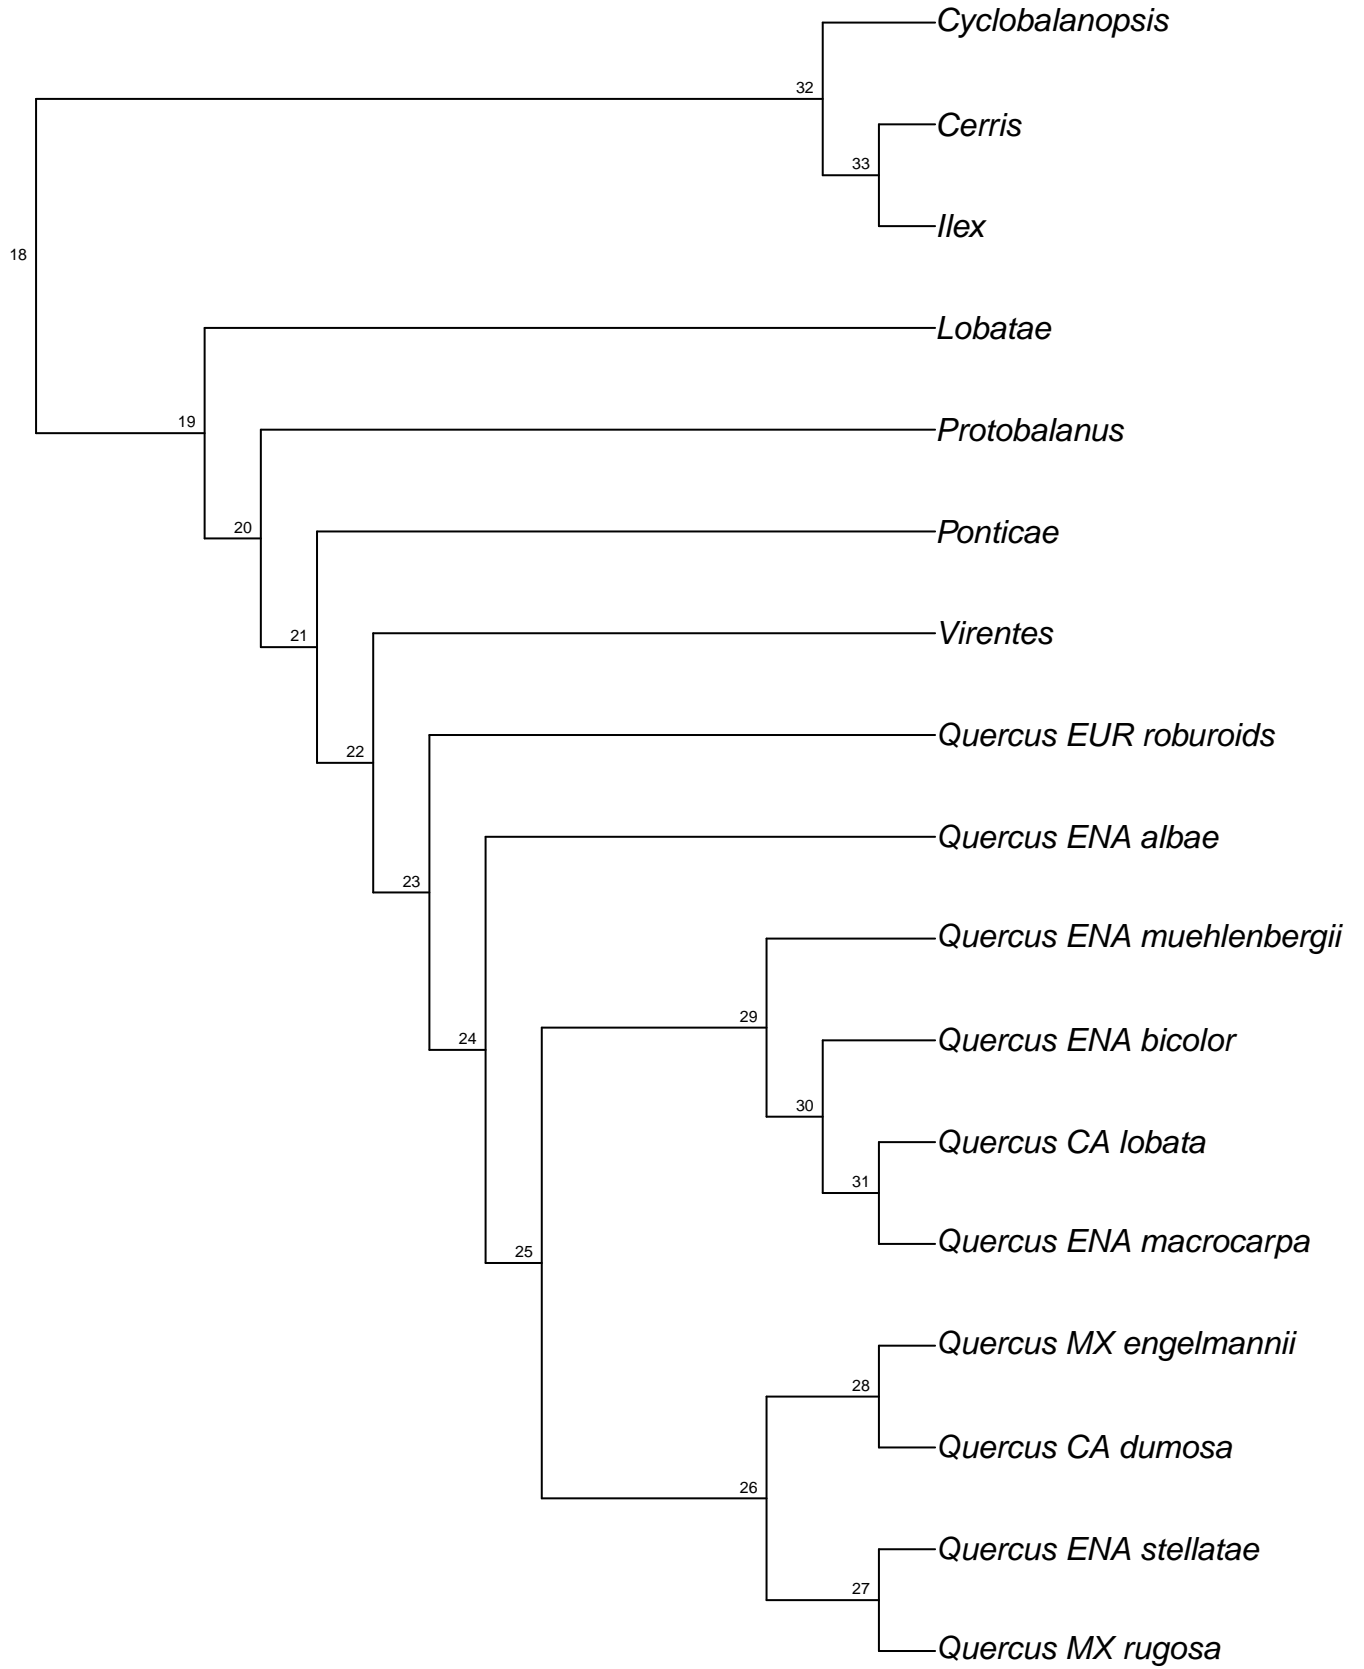 Cyclobalanopsis
32
Cerris
33
Ilex
18
Lobatae
19
Protobalanus
20
Ponticae
21
Virentes
22
Quercus EUR roburoids
Quercus ENA albae
23
Quercus ENA muehlenbergii
29
24
Quercus ENA bicolor
30
Quercus CA lobata
31
Quercus ENA macrocarpa
25
Quercus MX engelmannii
28
Quercus CA dumosa
26
Quercus ENA stellatae
27
Quercus MX rugosa